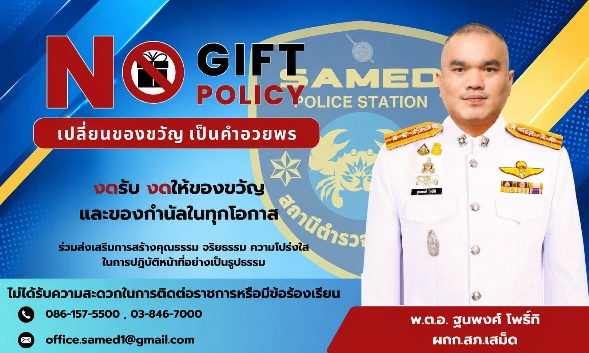 NO GIFT
POLICY
เปลี่ยนของขวัญ เป็นคำอวยพร
งดรับ งดให้ของขวัญ
และของกำนัลในทุกโอกาส
ร่วมส่งเสริมการสร้างคุณธรรม จริยธรรม ความโปร่งใส
ในการปฏิบัติหน้าที่อย่างเป็นรูปธรรม
ไม่ได้รับความสะดวกในการติดต่อราชการหรือมีข้อร้องเรียน
086-157-5500 , 03-846-7000
office.samed1@gmail.com
SAMED
POLICE STATION
สถานีตำรวจ
พ.ต.อ. ฐนพงศ์ โพธิ์ทิ
ผกก.สภ.เสม็ด